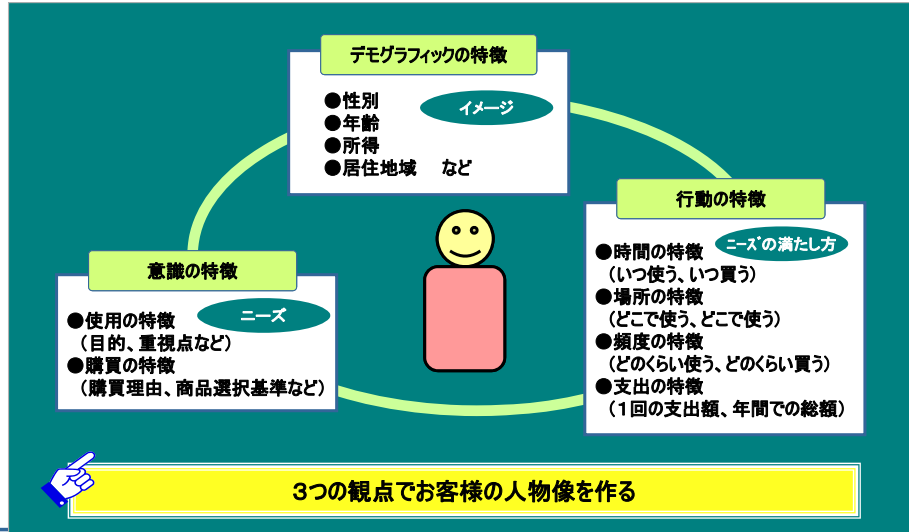 デモグラフィックの特徴
イメージ
●性別
●年齢
●所得
●居住地域　など
行動の特徴
ニーズの満たし方
●時間の特徴
（いつ使う、いつ買う）
●場所の特徴
（どこで使う、どこで使う）
●頻度の特徴
（どのくらい使う、どのくらい買う）
●支出の特徴
（１回の支出額、年間での総額）
意識の特徴
ニーズ
●使用の特徴
（目的、重視点など）
●購買の特徴
（購買理由、商品選択基準など）
３つの観点でお客様の人物像を作る